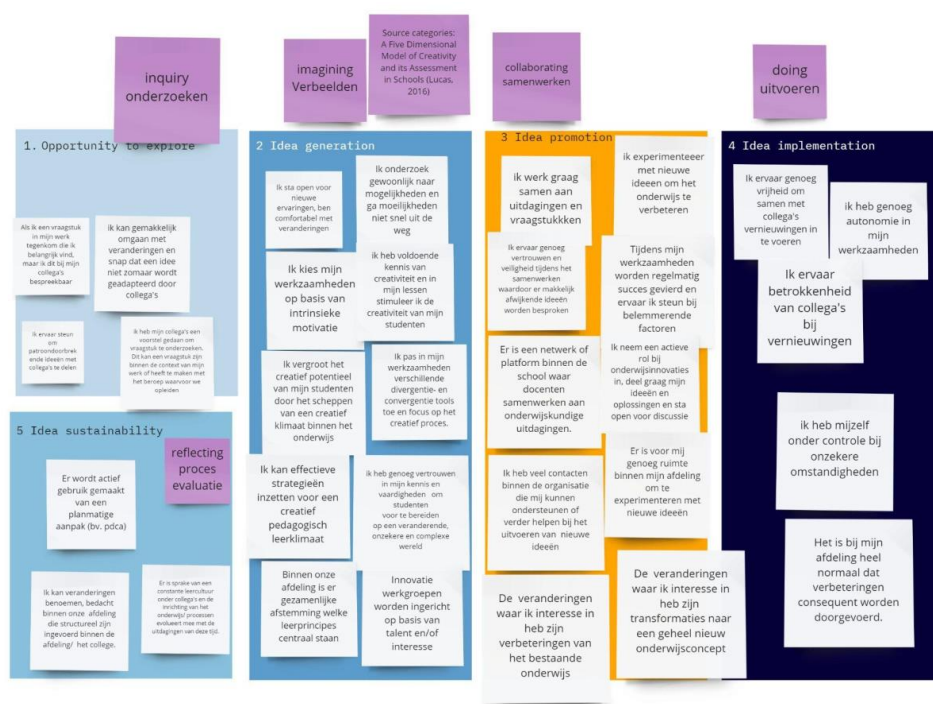 inquiry
onderzoeken
imagining
Verbeelden
Source categories:
A Five Dimensional
Model of Creativity
and its Assessment
in Schools (Lucas,
2016)
collaborating
samenwerken
doing
uitvoeren
1. Opportunity to explore
Als ik een vraagstuk
in mijn werk
tegenkom die ik
belangrijk vind,
maar ik dit bij mijn
collega's
bespreekbaar
ik kan gemakkelijk
omgaan met
veranderingen en
snap dat een idee
niet zomaar wordt
geadapteerd door
collega's
Ik ervaar steun
om
patroondoorbrek
ende ideeën met
collega's te delen
Ik heb mijn collega's een
voorstel gedaan om
vraagstuk te onderzoeken.
Dit kan een vraagstuk zijn
binnen de context van mijn
werk of heeft te maken met
het beroep waarvoor we
opleiden
5 Idea sustainability
reflecting
proces
evaluatie
Er wordt actief
gebruik gemaakt
van een
planmatige
aanpak (bv. pdca)
Ik kan veranderingen
benoemen, bedacht
binnen onze afdeling
die structureel zijn
ingevoerd binnen de
afdeling/ het college.
Er is sprake van een
constante leercultuur
onder collega's en de
inrichting van het
onderwijs/ processen
evolueert mee met de
uitdagingen van deze tijd.
2 Idea generation
Ik sta open voor
nieuwe
ervaringen, ben
comfortabel met
veranderingen
Ik onderzoek
gewoonlijk naar
mogelijkheden en
ga moeilijkheden
niet snel uit de
weg
Ik kies mijn
werkzaamheden
op basis van
intrinsieke
motivatie
ik heb voldoende
kennis van
creativiteit en in
mijn lessen
stimuleer ik de
creativiteit van mijn
studenten
Ik vergroot het
creatief potentieel
van mijn studenten
door het scheppen
van een creatief
klimaat binnen het
onderwijs
Ik pas in mijn
werkzaamheden
verschillende
divergentie- en
convergentie tools
toe en focus op het
creatief proces.
Ik kan effectieve
strategieën
inzetten voor een
creatief
pedagogisch
leerklimaat
ik heb genoeg vertrouwen
in mijn kennis en
vaardigheden om
studenten
voor te bereiden
op een veranderende,
onzekere en complexe
wereld
Binnen onze
afdeling is er
gezamenlijke
afstemming welke
leerprincipes
centraal staan
Innovatie
werkgroepen
worden ingericht
op basis van
talent en/of
interesse
3 Idea promotion
ik werk graag
samen aan
uitdagingen en
vraagstukkken
ik experimenteeer
met nieuwe
ideeen om het
onderwijs te
verbeteren
Ik ervaar genoeg
vertrouwen en
veiligheid tijdens het
samenwerken
waardoor er makkelijk
afwijkende ideeën
worden besproken
Tijdens mijn
werkzaamheden
worden regelmatig
succes gevierd en
ervaar ik steun bij
belemmerende
factoren
Er is een netwerk of
platform binnen de
school waar
docenten
samenwerken aan
onderwijskundige
uitdagingen.
Ik neem een actieve
rol bij
onderwijsinnovaties
in, deel graag mijn
ideeën en
oplossingen en sta
open voor discussie
Ik heb veel contacten
binnen de organisatie
die mij kunnen
ondersteunen of
verder helpen bij het
uitvoeren van nieuwe
ideeën
Er is voor mij
genoeg ruimte
binnen mijn afdeling
om te
experimenteren met
nieuwe ideeën
De veranderingen
waar ik interesse in
heb zijn
verbeteringen van
het bestaande
onderwijs
De veranderingen
waar ik interesse in
heb zijn
transformaties naar
een geheel nieuw
onderwijsconcept
4 Idea implementation
Ik ervaar genoeg
vrijheid om
samen met
collega's
vernieuwingen in
te voeren
ik heb genoeg
autonomie in
mijn
werkzaamheden
Ik ervaar
betrokkenheid
van collega's
bij
vernieuwingen
ik heb mijzelf
onder controle bij
onzekere
omstandigheden
Het is bij mijn
afdeling heel
normaal dat
verbeteringen
consequent worden
doorgevoerd.